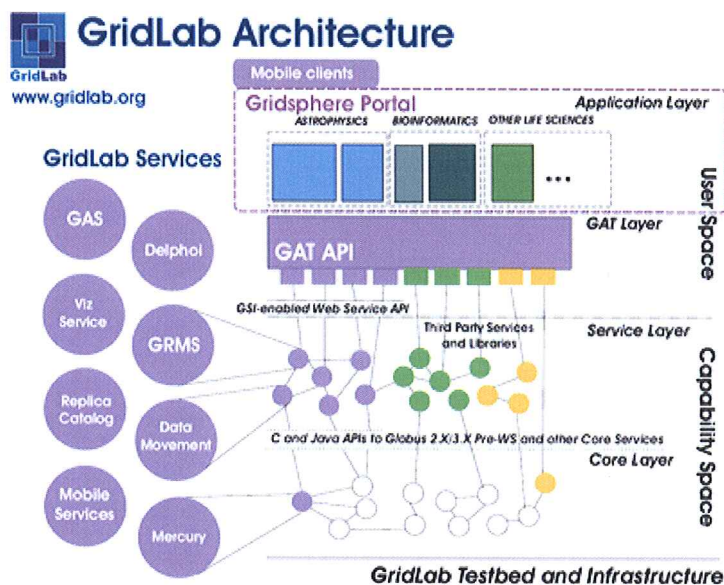 GridLab Architecture
GridLab
www.gridlab.org
Mobile clients
Gridsphere Portal
Application Layer
ASTROPHYSICS
BIOINFORMATICS
OTHER LIFE SCIENCES
...
User Space
GridLab Services
GAS
Delphoi
Viz
Service
GRMS
Replica
Catalog
Data
Movement
Mobile
Services
Mercury
GAT Layer
GAT API
GSI-enabled Web Service API
Third Party Services
and Libraries
Service Layer
Capability Space
C and Java APIs to Globus 2.X/3.X Pre-WS and other Core Services
Core Layer
GridLab Testbed and Infrastructure